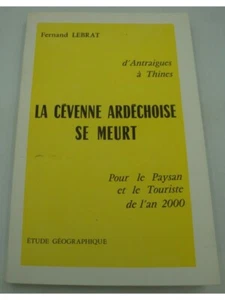 Fernand LEBRAT
d'Antraigues
à Thines
LA CÉVENNE ARDÉCHOISE
SE MEURT
Pour le Paysan
et le Touriste
de l'an 2000
ÉTUDE GÉOGRAPHIQUE